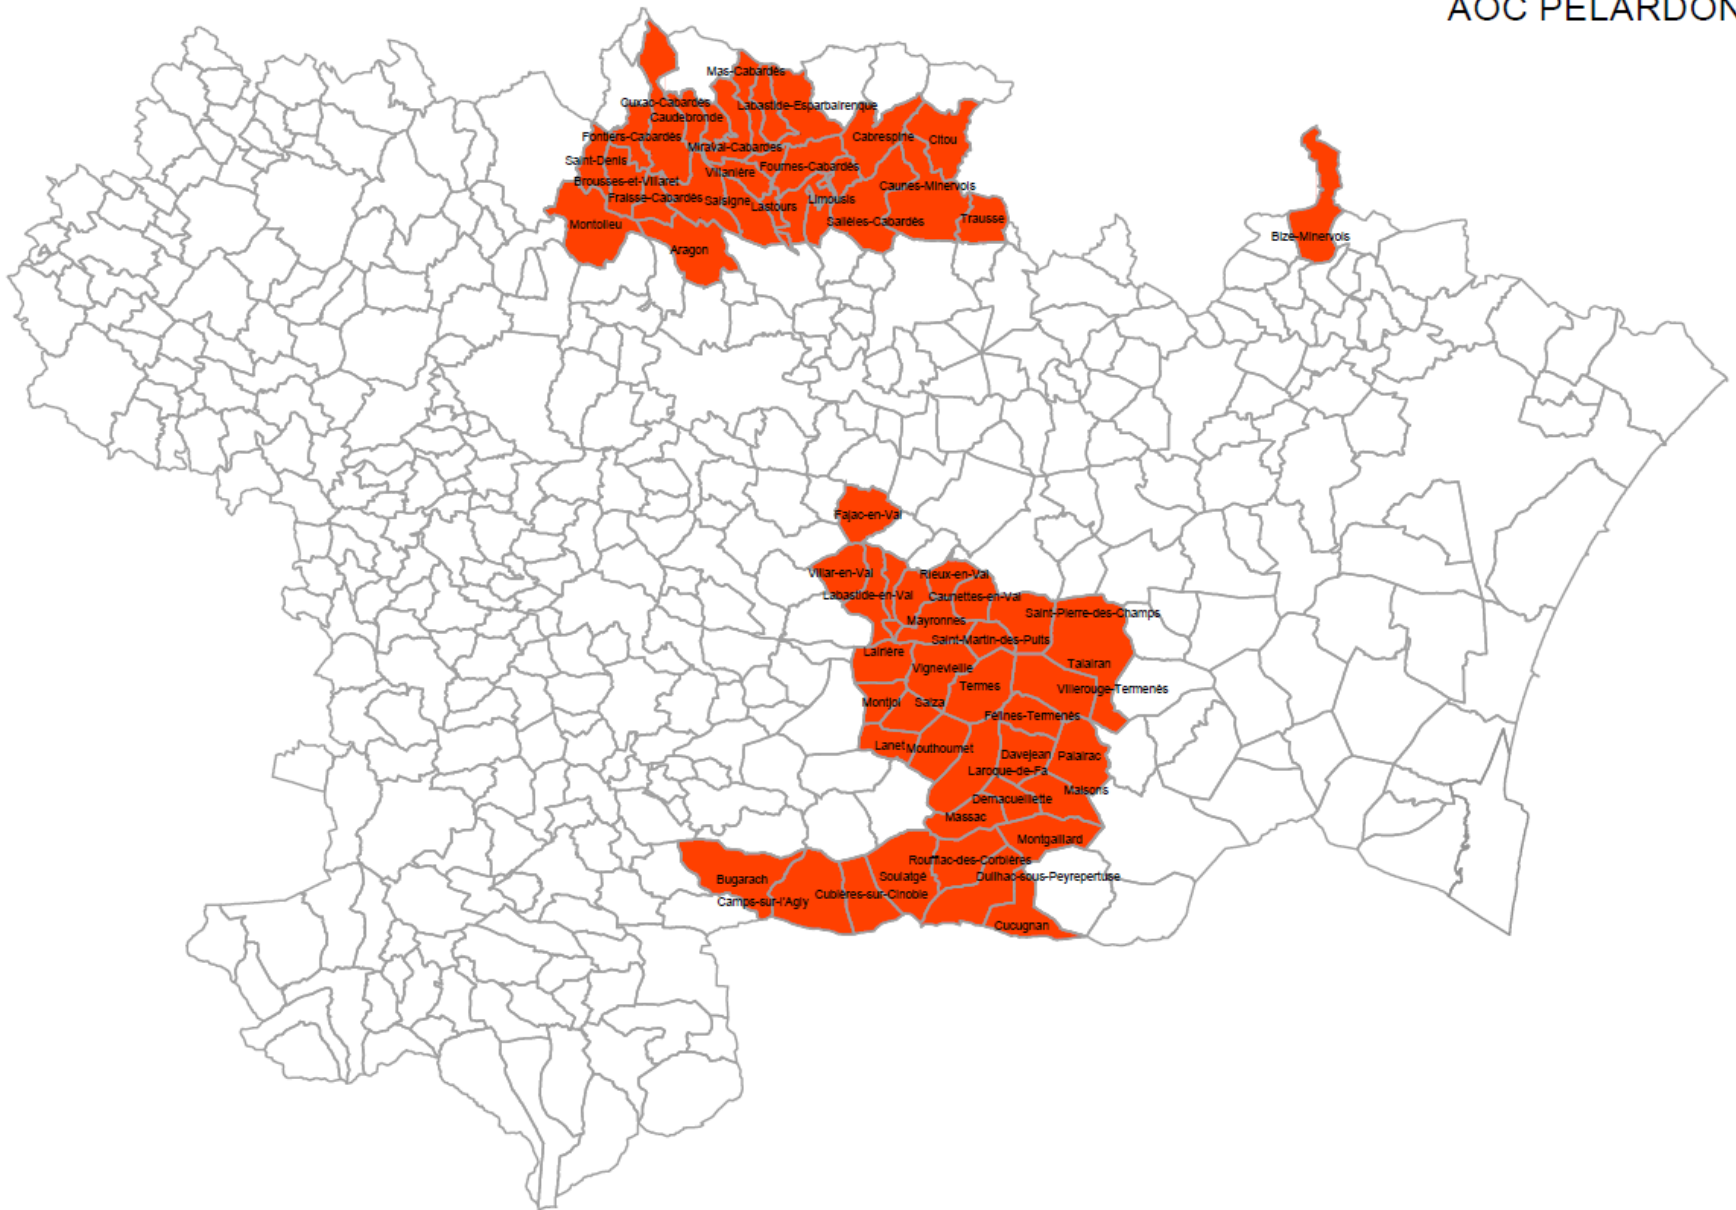 AOC PELARDON
Mas-Cabardès
Cuxac-Cabardès
Labastide-Esparbairenque
Caudebronde
Fontiers-Cabardès
Cabrespine
Citou
Miraval-Cabardes
Saint-Denis
Fournes-Cabardès
Villanière
Brousses-et-Villaret
Caunes-Minervois
Fraisse-Cabardès
Salsigne
Limousis
Lastours
Trausse
Sallèles-Cabardès
Montolieu
Bize-Minervois
Aragon
Fajac-en-Val
Villar-en-Val
Rieux-en-Val
Labastide-en-Val
Caunettes-en-Val
Saint-Pierre-des-Champs
Mayronnes
Saint-Martin-des-Puits
Lairière
Talairan
Vignevieille
Termes
Villerouge-Termenès
Montjoi
Salza
Félines-Termenès
Lanet
Mouthoumet
Davejean
Palairac
Laroque-de-Fa
Maisons
Dernacueillette
Massac
Montgaillard
Rouffiac-des-Corbières
Soulatgé
Duilhac-sous-Peyrepertuse
Bugarach
Cubières-sur-Cinoble
Camps-sur-l'Agly
Cucugnan